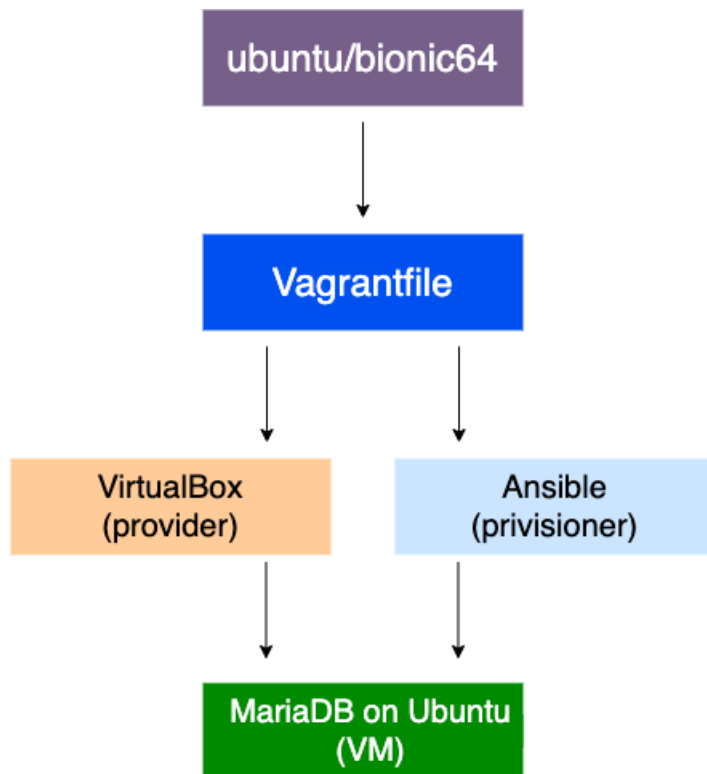 ubuntu/bionic64
Vagrantfile
VirtualBox
(provider)
Ansible
(privisioner)
MariaDB on Ubuntu
(VM)